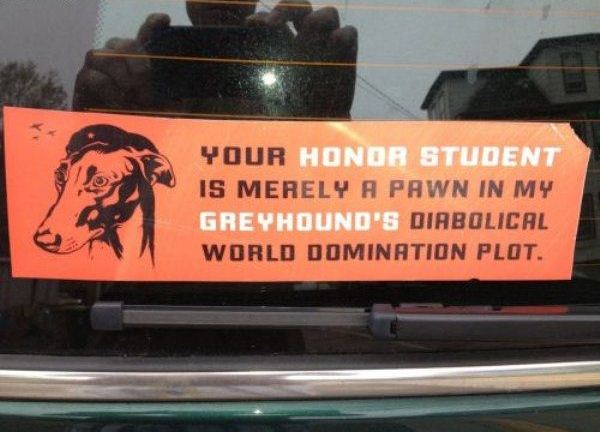 YOUR HONOR STUDENT
IS MERELY A PAWN IN MY
GREYHOUND'S DIABOLICAL
WORLD DOMINATION PLOT.